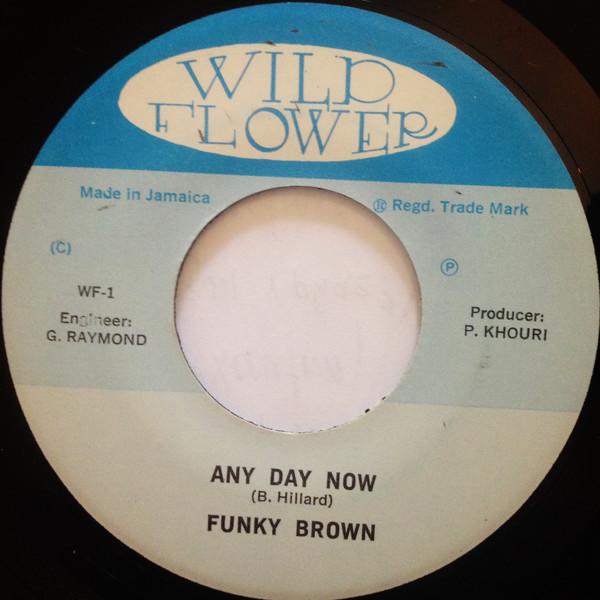 WILD
FLOWER
Made in Jamaica
® Regd. Trade Mark
(C)
℗
WF-1
Engineer:
G. RAYMOND
Producer:
P. KHOURI
ANY DAY NOW
(B. Hillard)
FUNKY BROWN